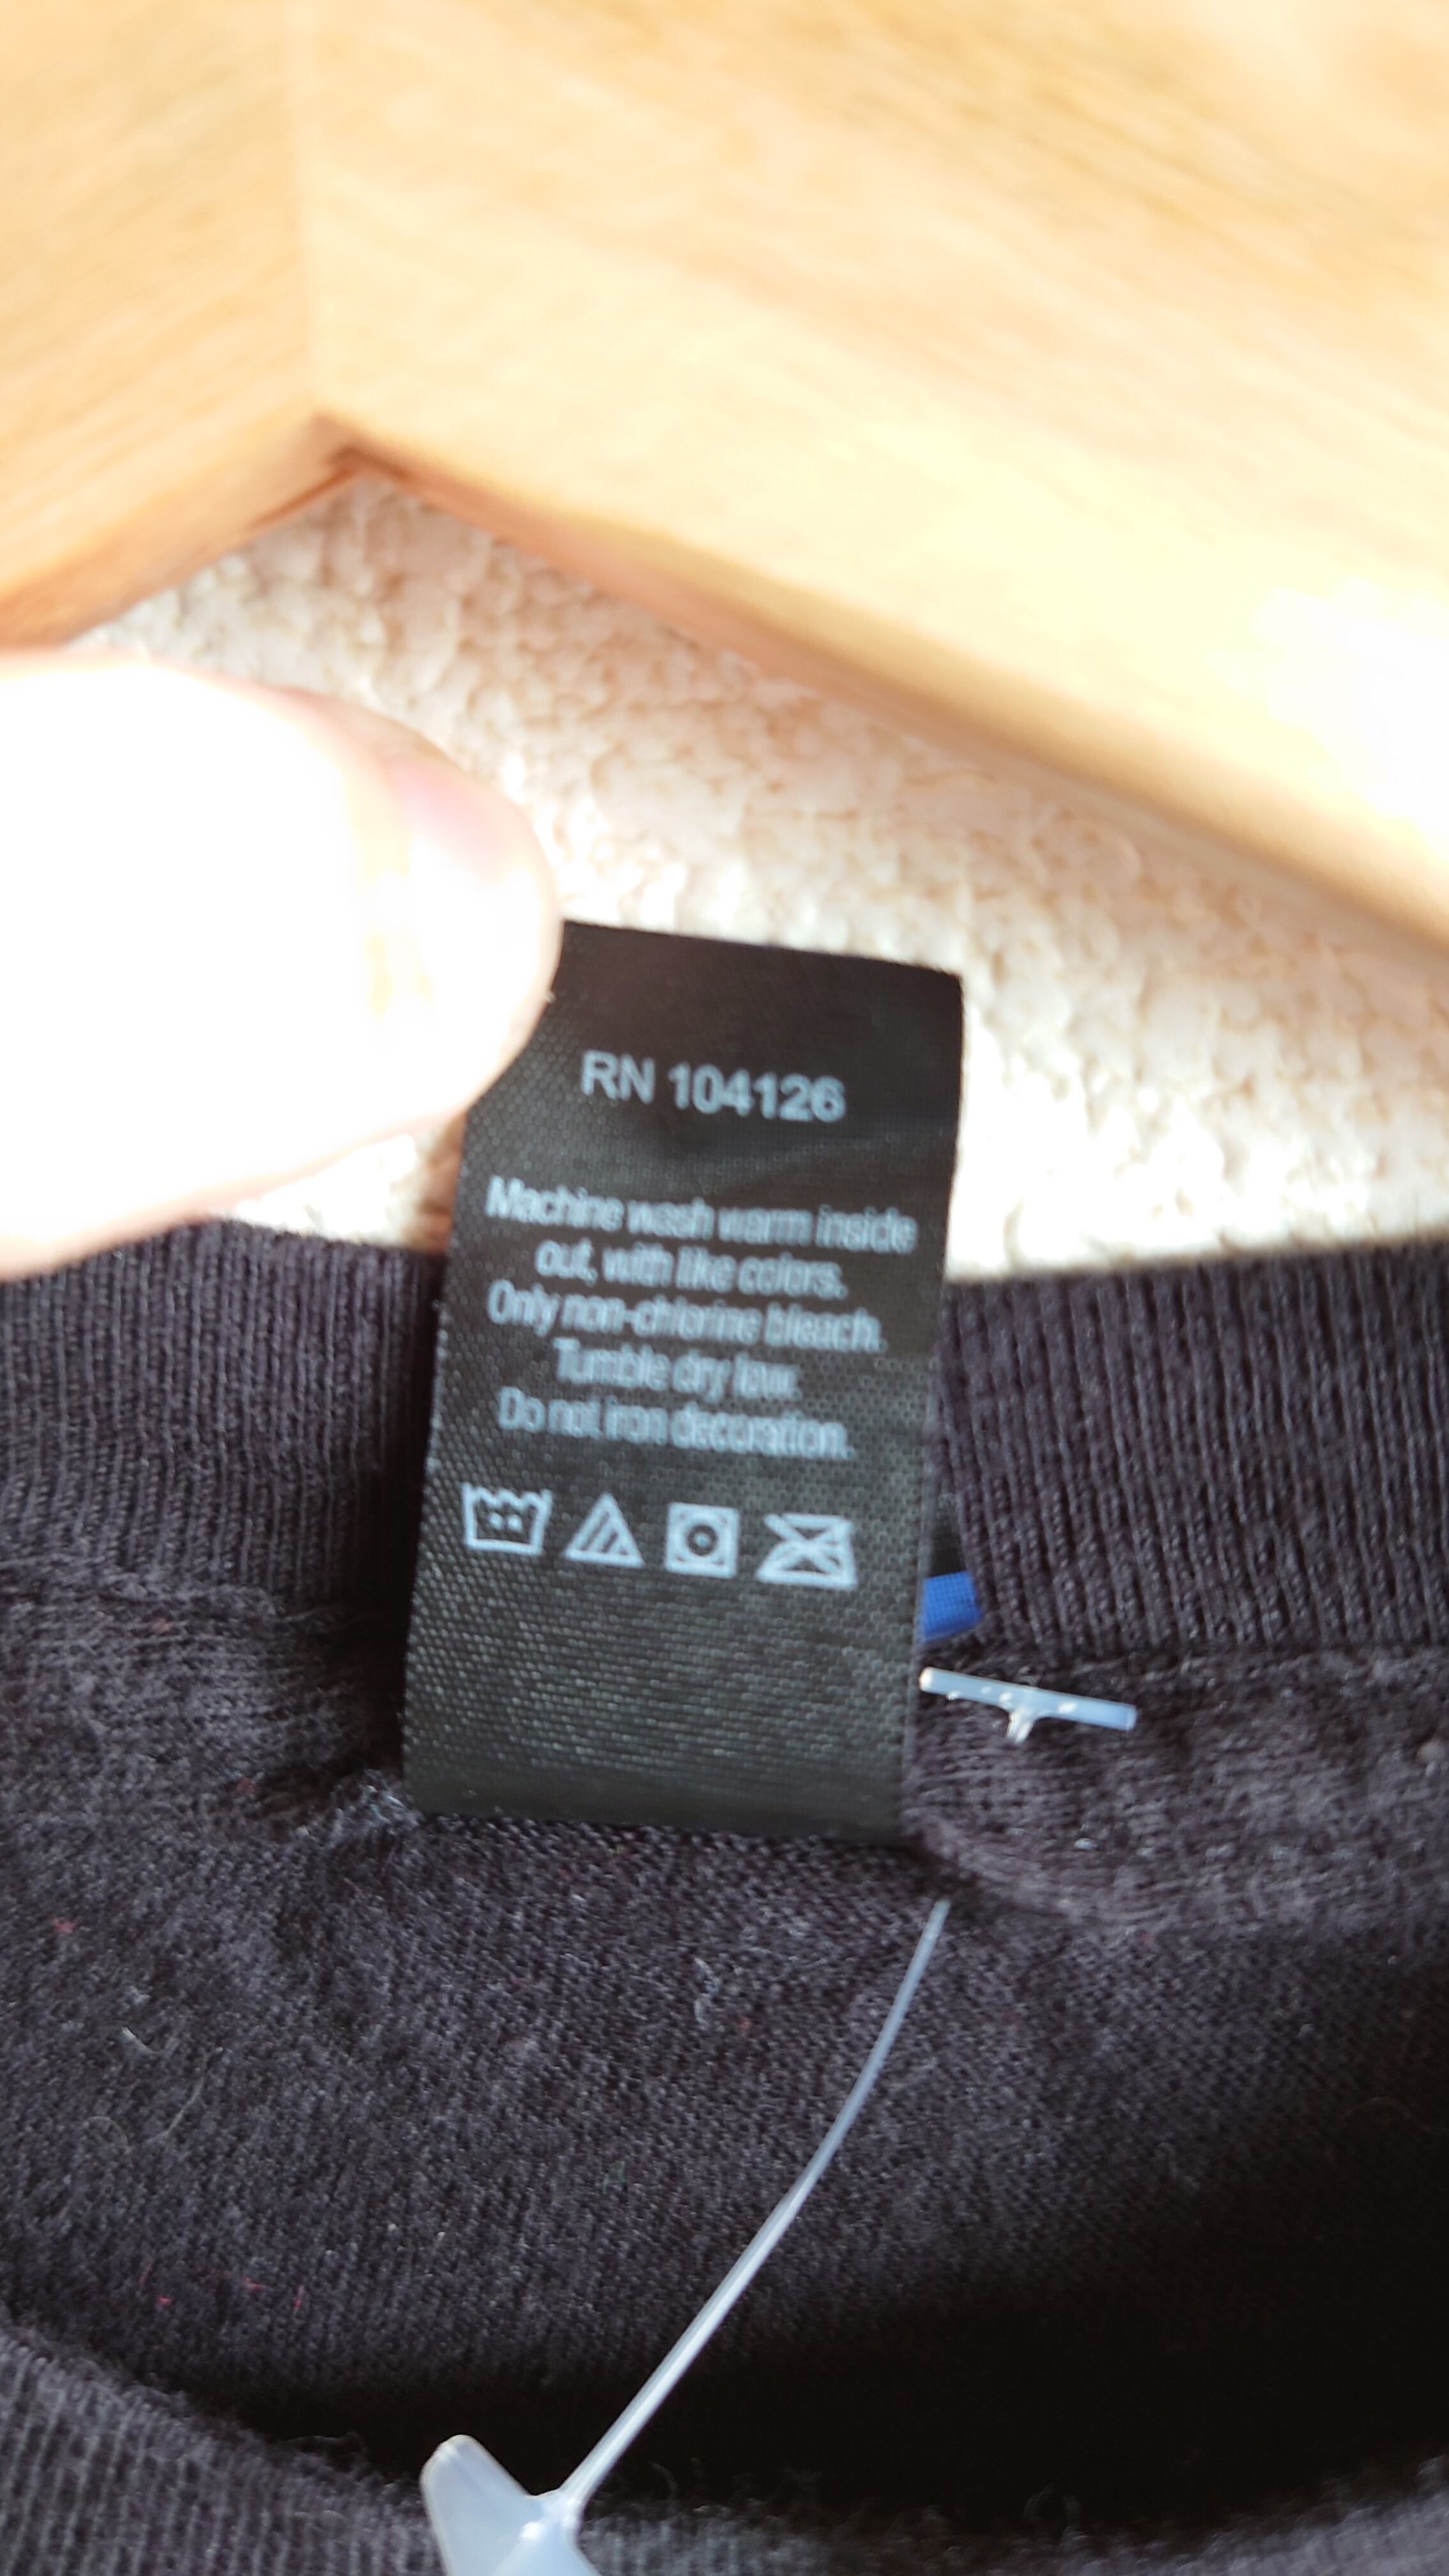 RN 104126
Machine wash warm inside
out, with like colors.
Only non-chlorine bleach.
Tumble dry low.
Do not iron decoration.